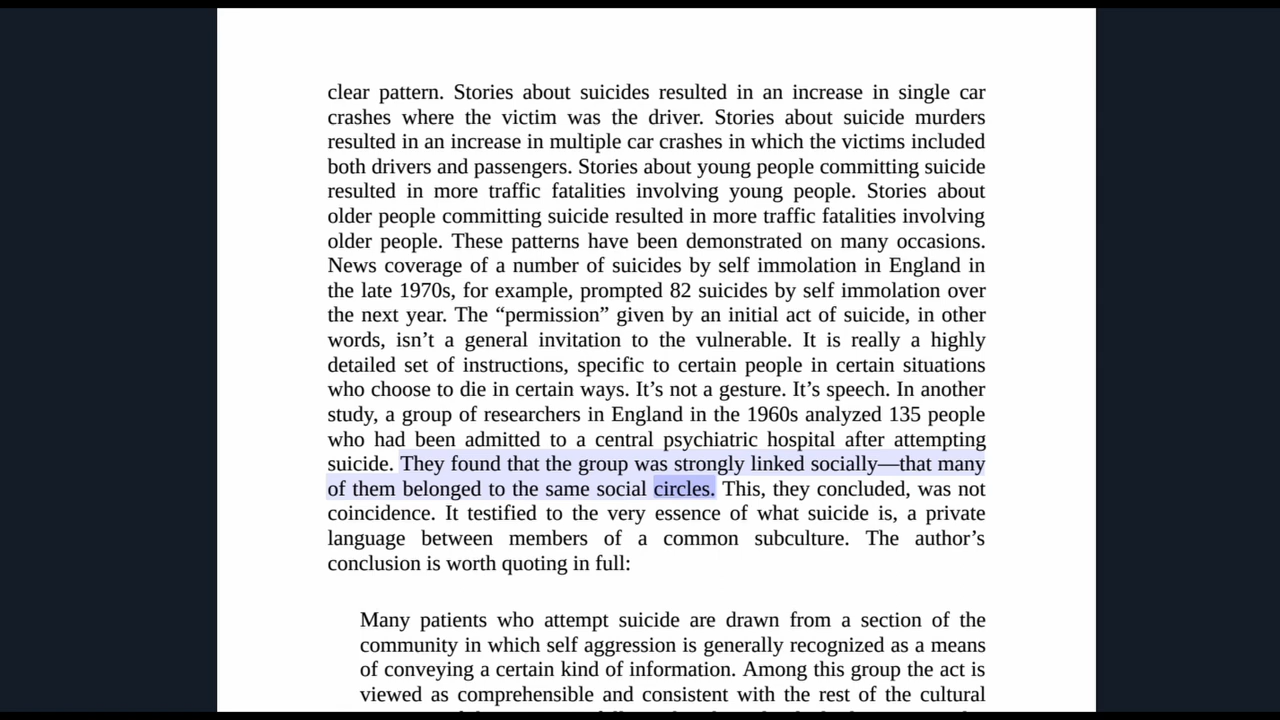 clear pattern. Stories about suicides resulted in an increase in single car
crashes where the victim was the driver. Stories about suicide murders
resulted in an increase in multiple car crashes in which the victims included
both drivers and passengers. Stories about young people committing suicide
resulted in more traffic fatalities involving young people. Stories about
older people committing suicide resulted in more traffic fatalities involving
older people. These patterns have been demonstrated on many occasions.
News coverage of a number of suicides by self immolation in England in
the late 1970s, for example, prompted 82 suicides by self immolation over
the next year. The “permission” given by an initial act of suicide, in other
words, isn’t a general invitation to the vulnerable. It is really a highly
detailed set of instructions, specific to certain people in certain situations
who choose to die in certain ways. It’s not a gesture. It’s speech. In another
study, a group of researchers in England in the 1960s analyzed 135 people
who had been admitted to a central psychiatric hospital after attempting
suicide. They found that the group was strongly linked socially—that many
of them belonged to the same social circles. This, they concluded, was not
coincidence. It testified to the very essence of what suicide is, a private
language between members of a common subculture. The author’s
conclusion is worth quoting in full:
Many patients who attempt suicide are drawn from a section of the
community in which self aggression is generally recognized as a means
of conveying a certain kind of information. Among this group the act is
viewed as comprehensible and consistent with the rest of the cultural